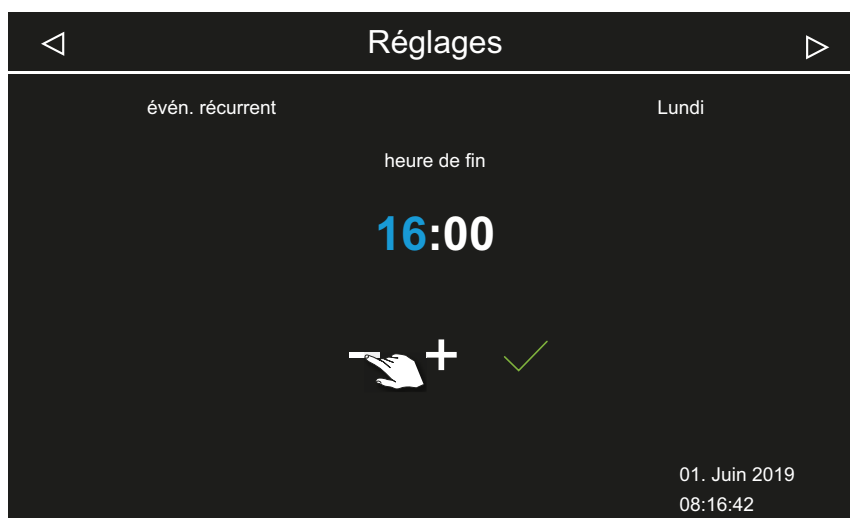 Réglages
évén. récurrent Lundi
heure de fin
16:00
01. Juin 2019
08:16:42